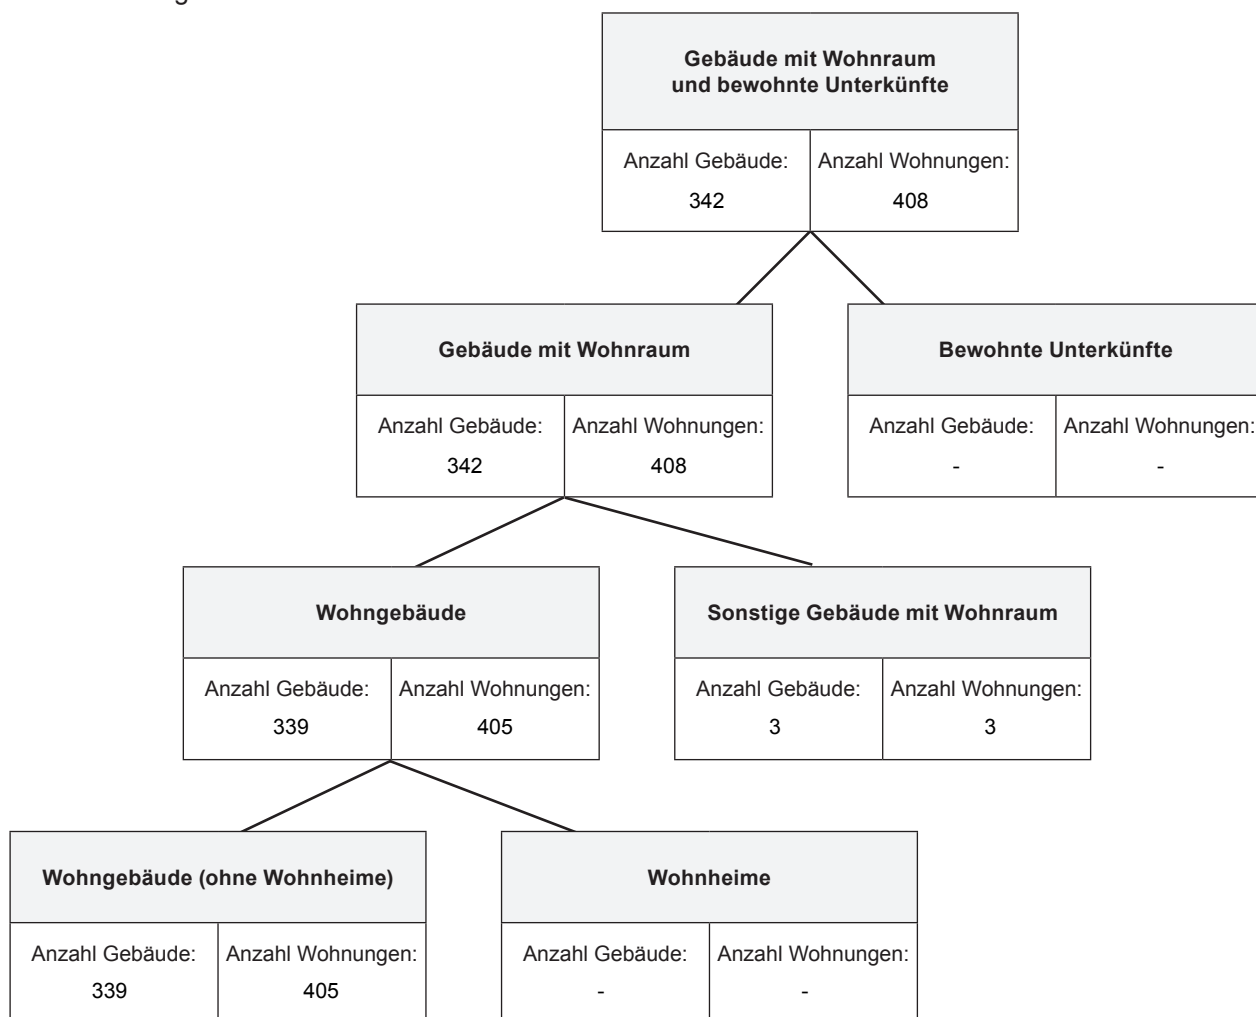 Gebäude mit Wohnraum
und bewohnte Unterkünfte
Anzahl Gebäude: Anzahl Wohnungen:
342 408
Gebäude mit Wohnraum
Anzahl Gebäude: Anzahl Wohnungen:
342 408
Bewohnte Unterkünfte
Anzahl Gebäude: Anzahl Wohnungen:
- -
Wohngebäude
Anzahl Gebäude: Anzahl Wohnungen:
339 405
Sonstige Gebäude mit Wohnraum
Anzahl Gebäude: Anzahl Wohnungen:
3 3
Wohngebäude (ohne Wohnheime)
Anzahl Gebäude: Anzahl Wohnungen:
339 405
Wohnheime
Anzahl Gebäude: Anzahl Wohnungen:
- -